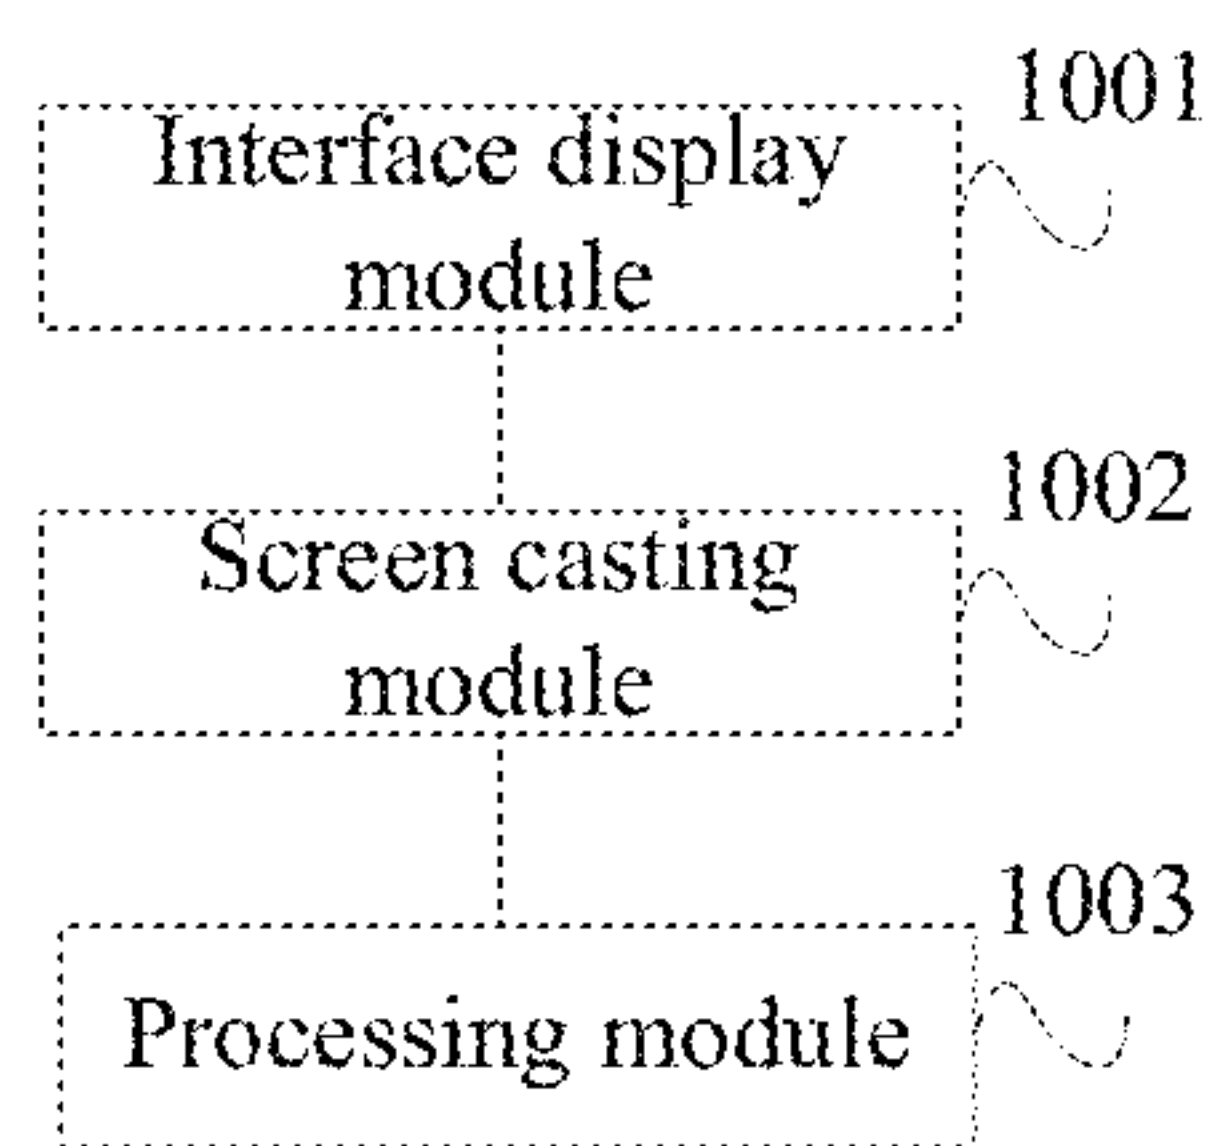 1001
Interface display
module
1002
Screen casting
module
1003
Processing module